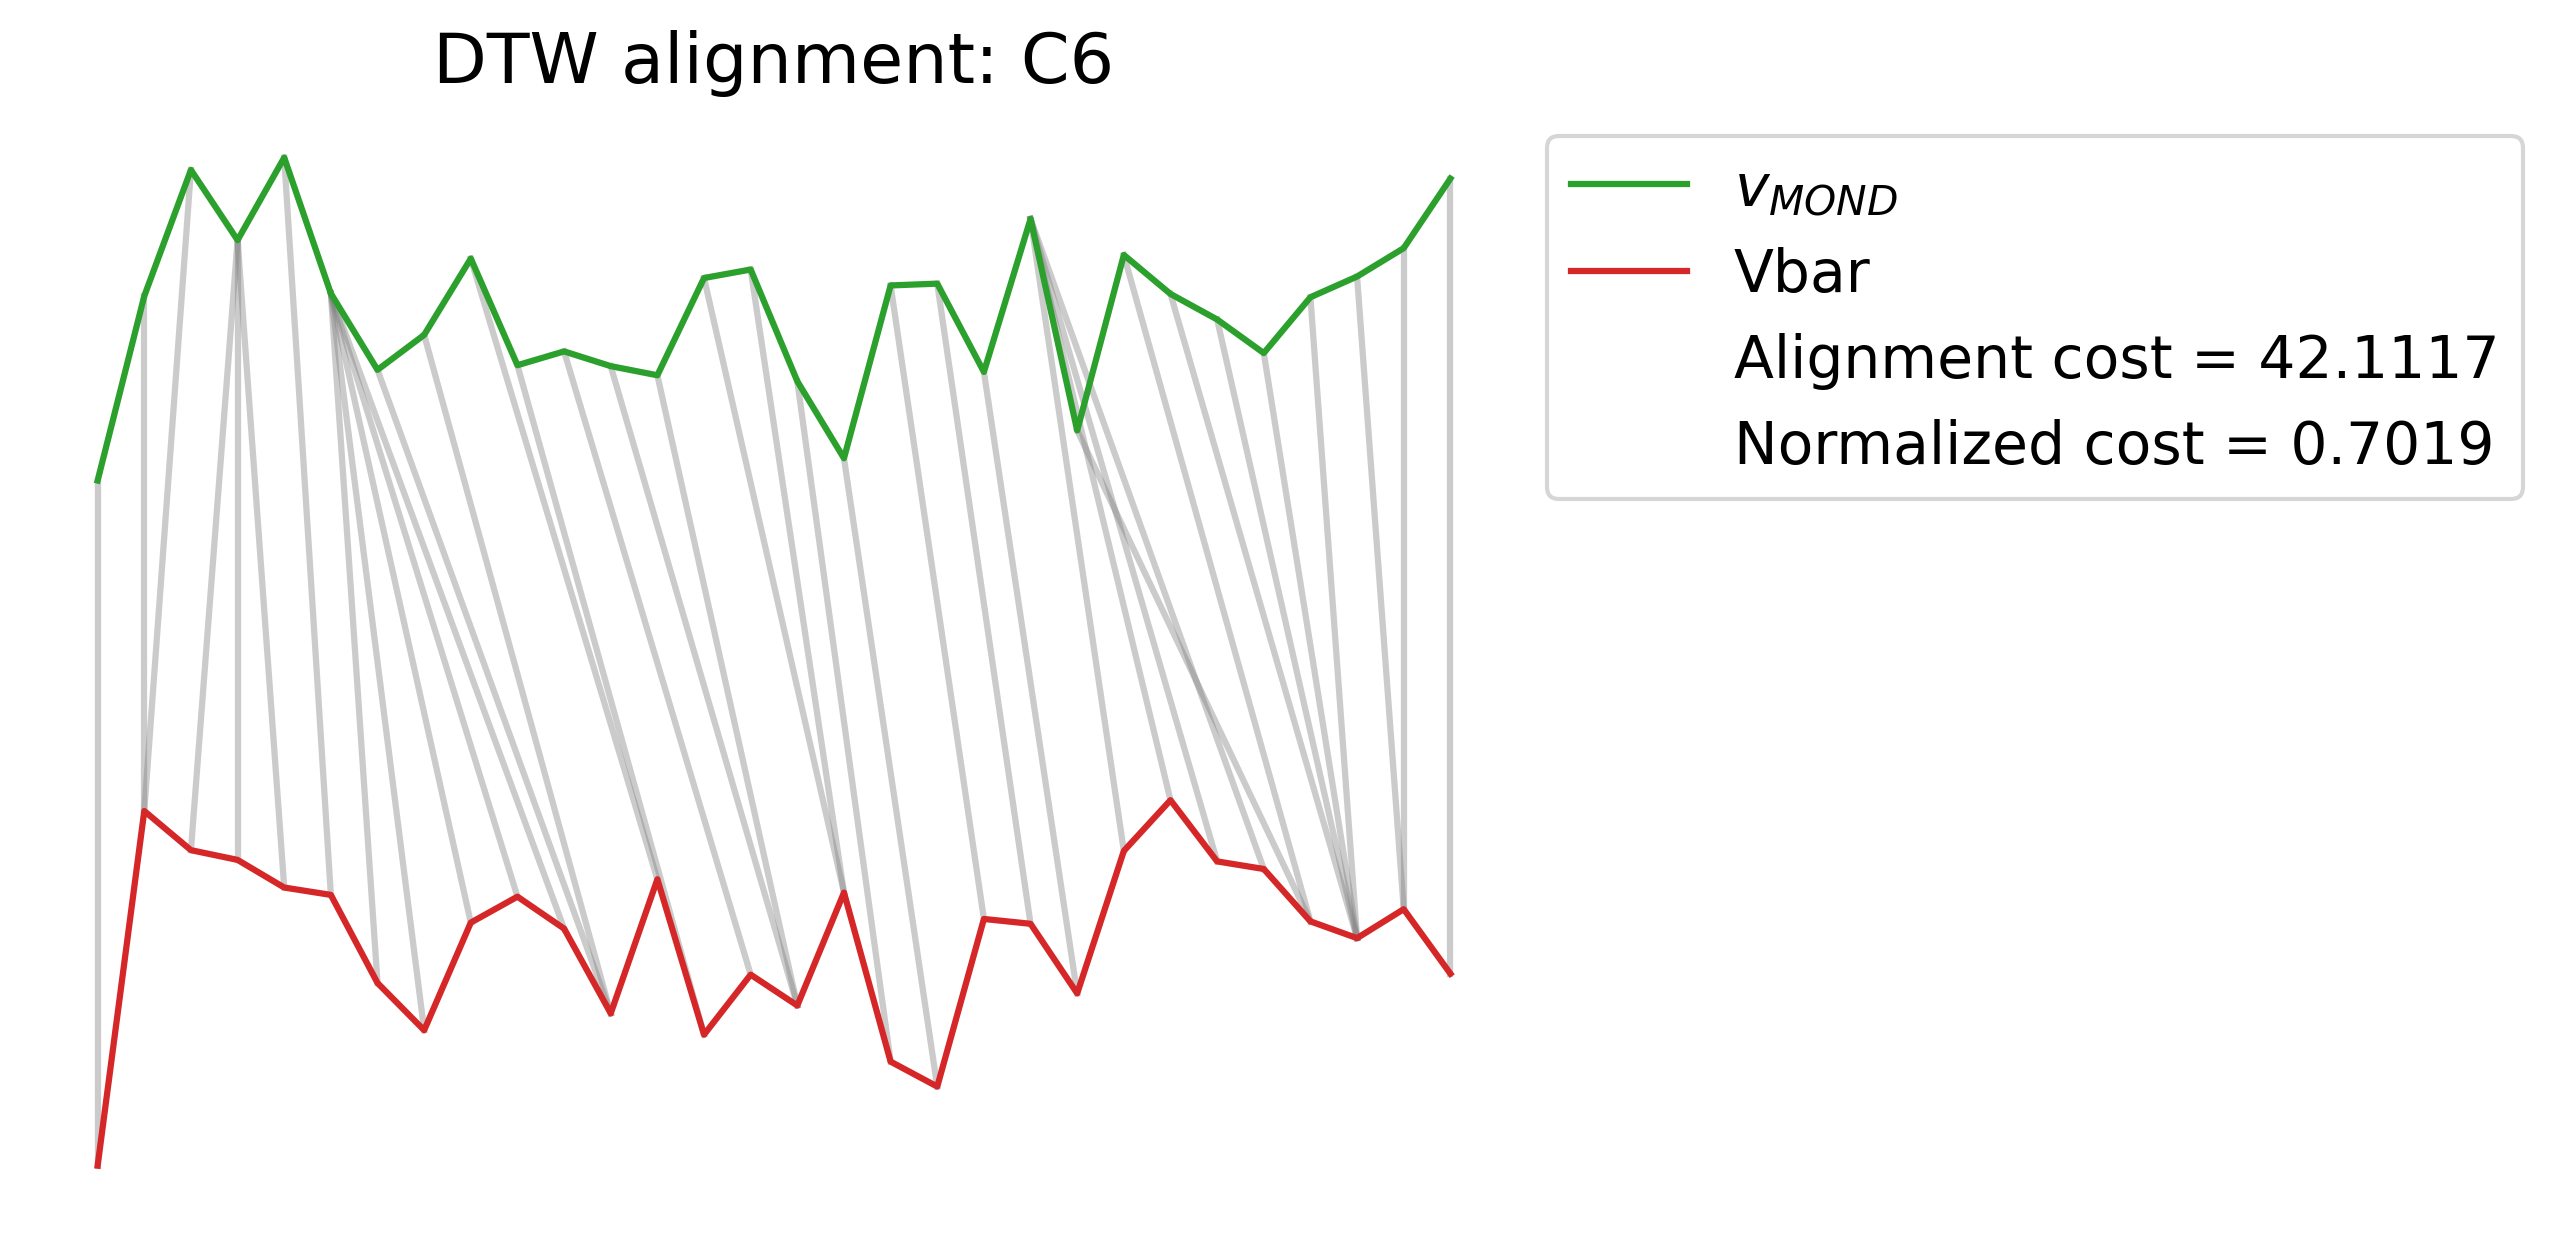 DTW alignment: C6
v_MOND
Vbar
Alignment cost = 42.1117
Normalized cost = 0.7019